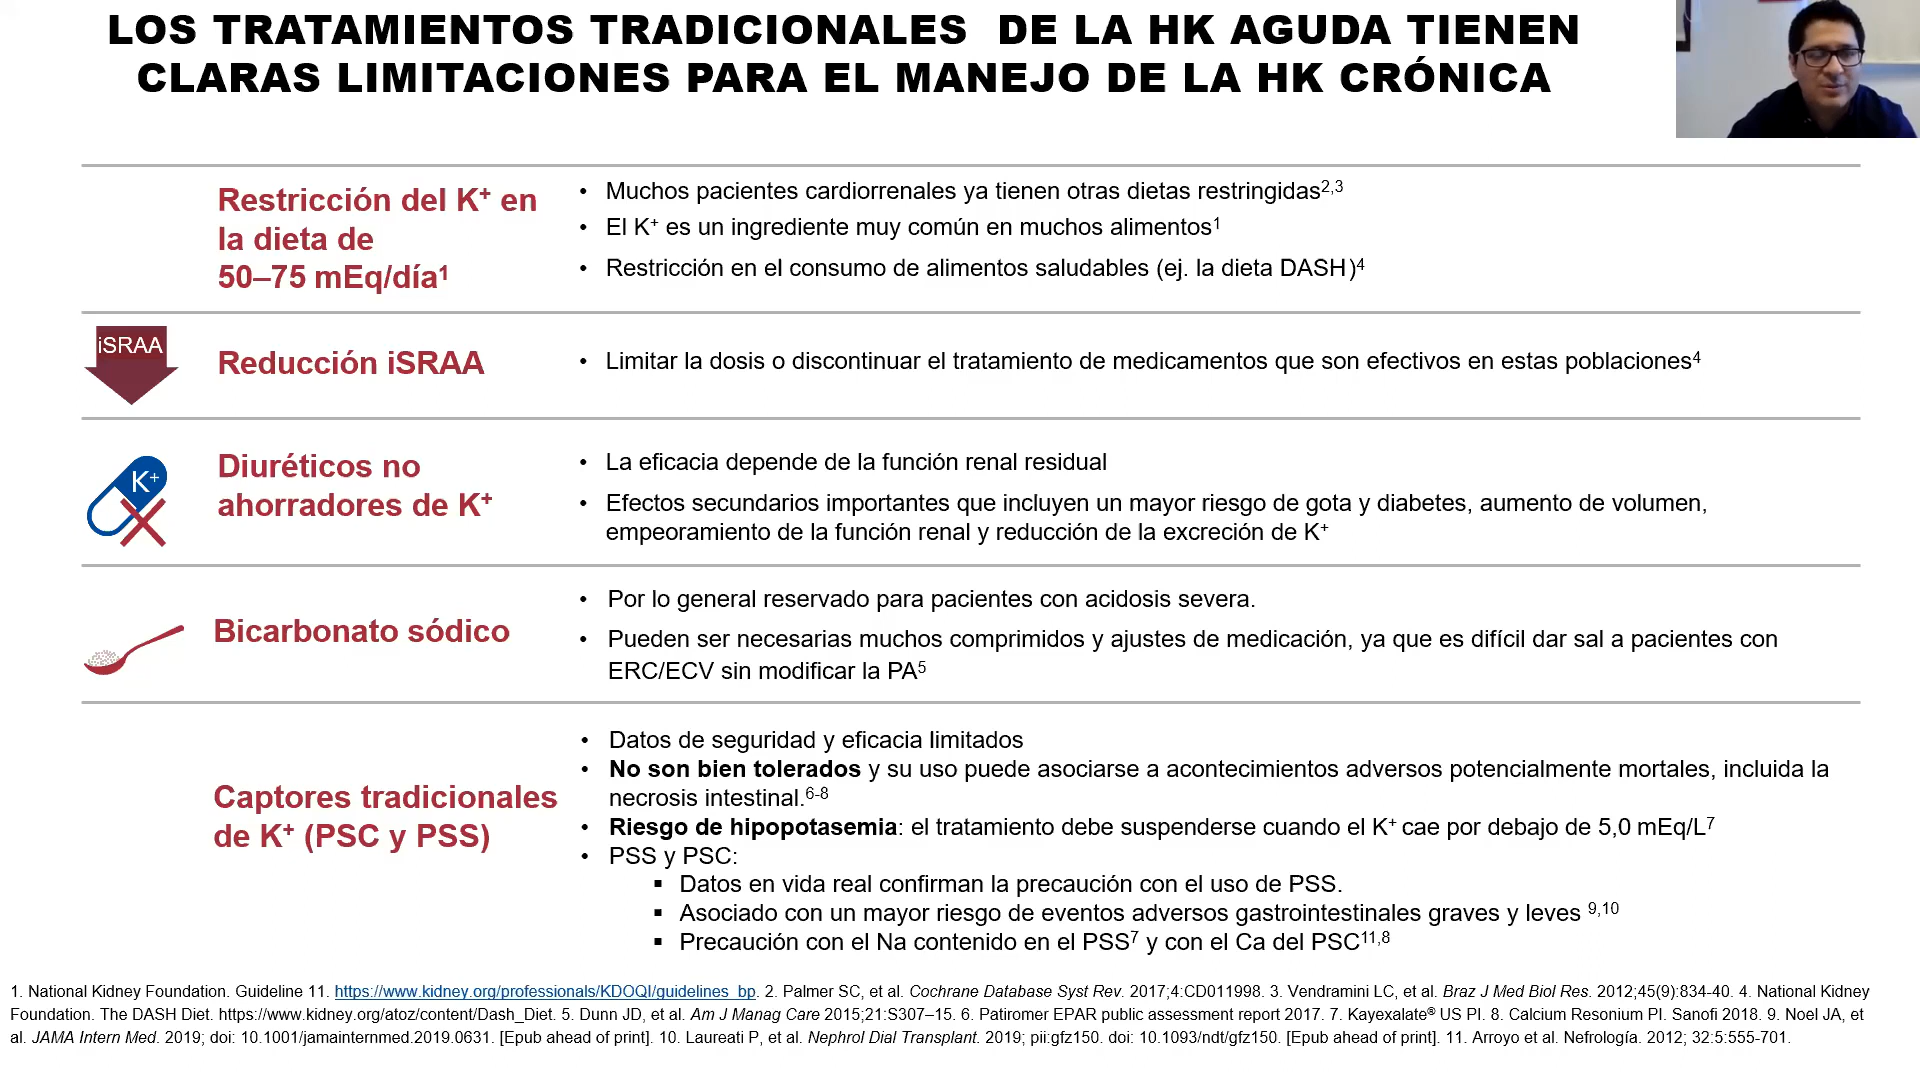 LOS TRATAMIENTOS TRADICIONALES DE LA HK AGUDA TIENEN
CLARAS LIMITACIONES PARA EL MANEJO DE LA HK CRÓNICA
Restricción del K⁺ en
la dieta de
50–75 mEq/día¹
• Muchos pacientes cardiorrenales ya tienen otras dietas restringidas²,³
• El K⁺ es un ingrediente muy común en muchos alimentos¹
• Restricción en el consumo de alimentos saludables (ej. la dieta DASH)⁴
iSRAA
Reducción iSRAA
• Limitar la dosis o discontinuar el tratamiento de medicamentos que son efectivos en estas poblaciones⁴
K⁺
Diuréticos no
ahorradores de K⁺
• La eficacia depende de la función renal residual
• Efectos secundarios importantes que incluyen un mayor riesgo de gota y diabetes, aumento de volumen,
empeoramiento de la función renal y reducción de la excreción de K⁺
Bicarbonato sódico
• Por lo general reservado para pacientes con acidosis severa.
• Pueden ser necesarias muchos comprimidos y ajustes de medicación, ya que es difícil dar sal a pacientes con
ERC/ECV sin modificar la PA⁵
Captores tradicionales
de K⁺ (PSC y PSS)
• Datos de seguridad y eficacia limitados
• No son bien tolerados y su uso puede asociarse a acontecimientos adversos potencialmente mortales, incluida la
necrosis intestinal.⁶⁻⁸
• Riesgo de hipopotasemia: el tratamiento debe suspenderse cuando el K⁺ cae por debajo de 5,0 mEq/L⁷
• PSS y PSC:
▪ Datos en vida real confirman la precaución con el uso de PSS.
▪ Asociado con un mayor riesgo de eventos adversos gastrointestinales graves y leves ⁹,¹⁰
▪ Precaución con el Na contenido en el PSS⁷ y con el Ca del PSC¹¹,⁸
1. National Kidney Foundation. Guideline 11. https://www.kidney.org/professionals/KDOQI/guidelines_bp. 2. Palmer SC, et al. Cochrane Database Syst Rev. 2017;4:CD011998. 3. Vendramini LC, et al. Braz J Med Biol Res. 2012;45(9):834-40. 4. National Kidney
Foundation. The DASH Diet. https://www.kidney.org/atoz/content/Dash_Diet. 5. Dunn JD, et al. Am J Manag Care 2015;21:S307–15. 6. Patiromer EPAR public assessment report 2017. 7. Kayexalate® US PI. 8. Calcium Resonium PI. Sanofi 2018. 9. Noel JA, et
al. JAMA Intern Med. 2019; doi: 10.1001/jamainternmed.2019.0631. [Epub ahead of print]. 10. Laureati P, et al. Nephrol Dial Transplant. 2019; pii:gfz150. doi: 10.1093/ndt/gfz150. [Epub ahead of print]. 11. Arroyo et al. Nefrología. 2012; 32:5:555-701.